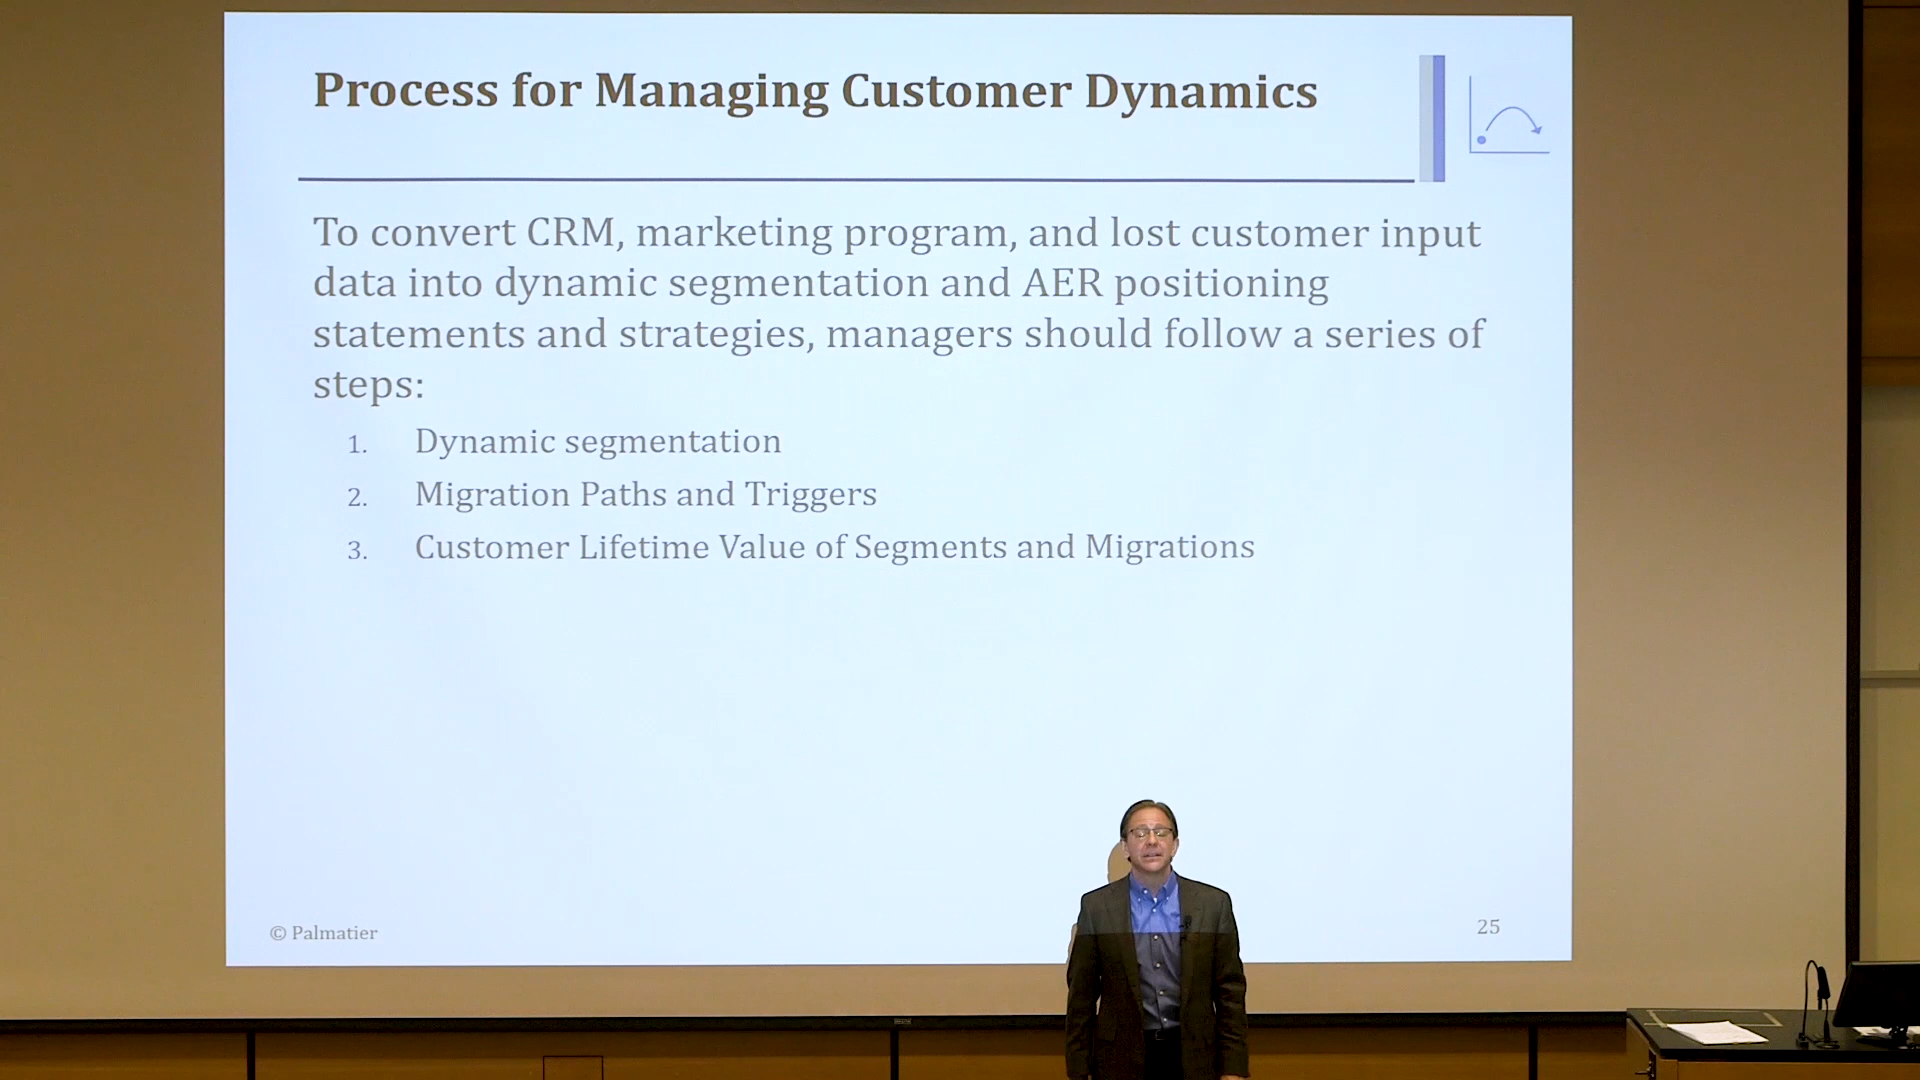 Process for Managing Customer Dynamics
To convert CRM, marketing program, and lost customer input
data into dynamic segmentation and AER positioning
statements and strategies, managers should follow a series of
steps:
1. Dynamic segmentation
2. Migration Paths and Triggers
3. Customer Lifetime Value of Segments and Migrations
© Palmatier
25